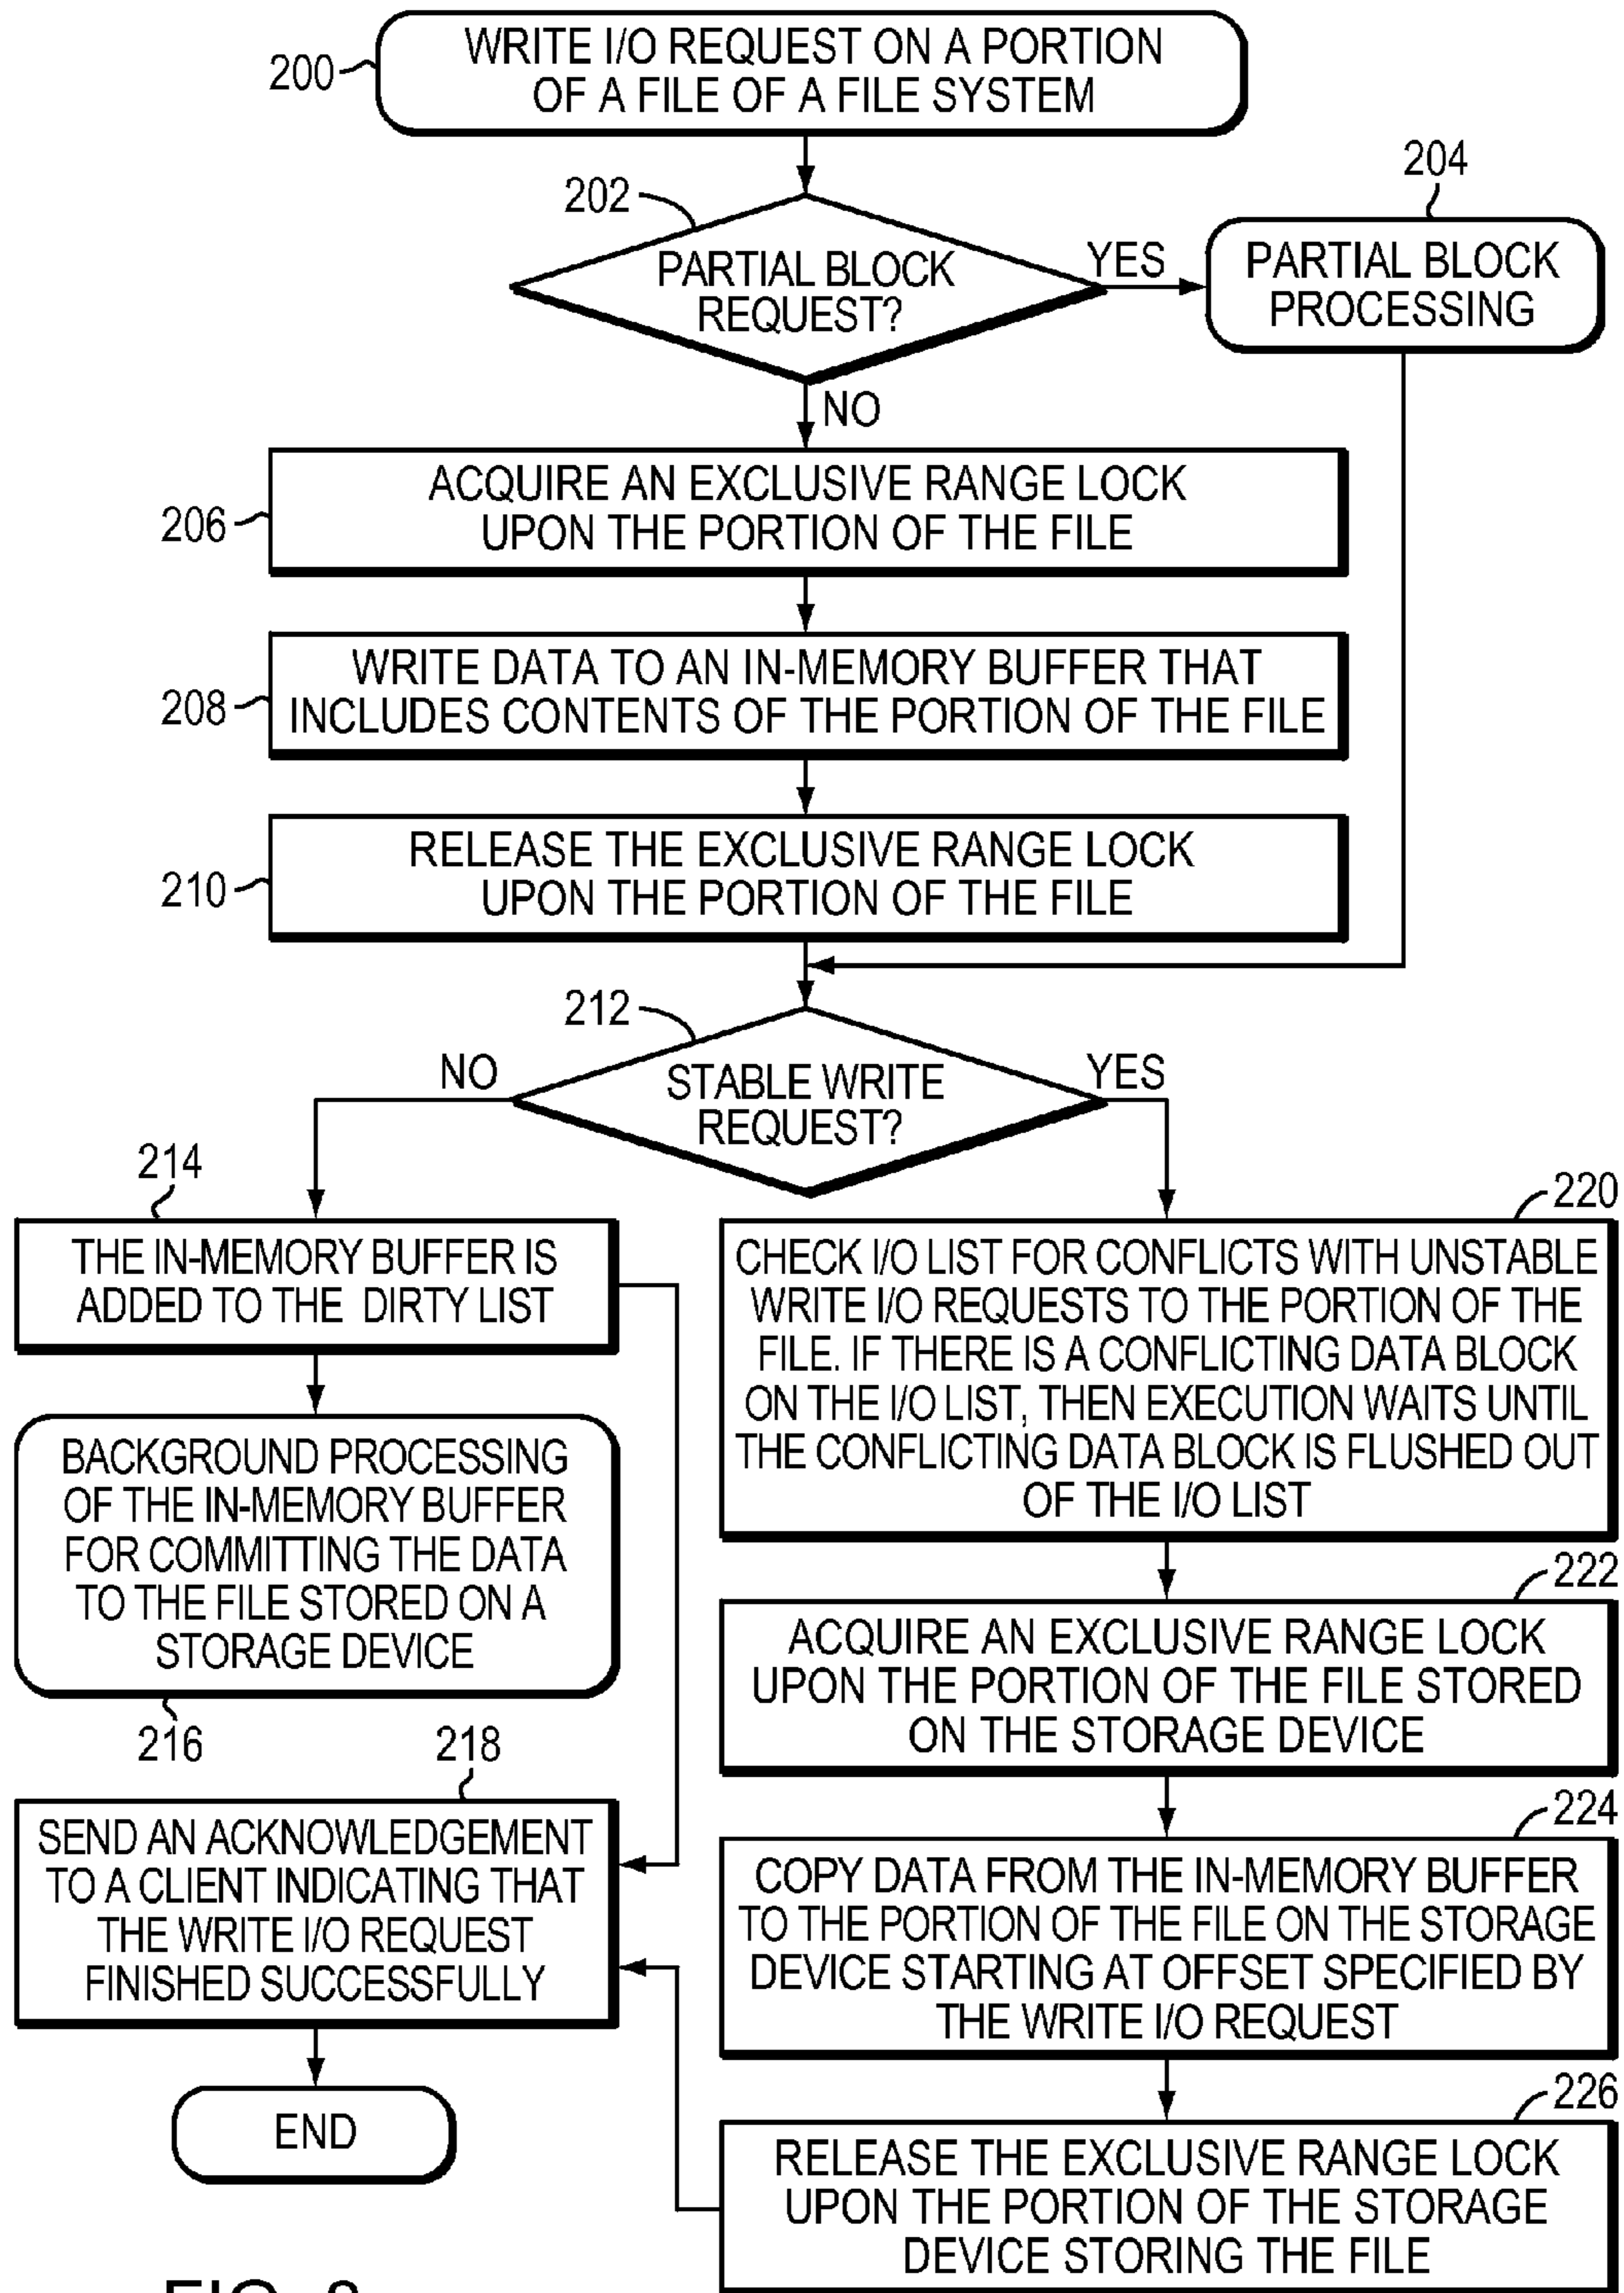 200
WRITE I/O REQUEST ON A PORTION
OF A FILE OF A FILE SYSTEM
202
PARTIAL BLOCK
REQUEST?
YES
204
PARTIAL BLOCK
PROCESSING
NO
206
ACQUIRE AN EXCLUSIVE RANGE LOCK
UPON THE PORTION OF THE FILE
208
WRITE DATA TO AN IN-MEMORY BUFFER THAT
INCLUDES CONTENTS OF THE PORTION OF THE FILE
210
RELEASE THE EXCLUSIVE RANGE LOCK
UPON THE PORTION OF THE FILE
212
STABLE WRITE
REQUEST?
NO
YES
214
THE IN-MEMORY BUFFER IS
ADDED TO THE DIRTY LIST
BACKGROUND PROCESSING
OF THE IN-MEMORY BUFFER
FOR COMMITTING THE DATA
TO THE FILE STORED ON A
STORAGE DEVICE
216
218
SEND AN ACKNOWLEDGEMENT
TO A CLIENT INDICATING THAT
THE WRITE I/O REQUEST
FINISHED SUCCESSFULLY
END
220
CHECK I/O LIST FOR CONFLICTS WITH UNSTABLE
WRITE I/O REQUESTS TO THE PORTION OF THE
FILE. IF THERE IS A CONFLICTING DATA BLOCK
ON THE I/O LIST, THEN EXECUTION WAITS UNTIL
THE CONFLICTING DATA BLOCK IS FLUSHED OUT
OF THE I/O LIST
222
ACQUIRE AN EXCLUSIVE RANGE LOCK
UPON THE PORTION OF THE FILE STORED
ON THE STORAGE DEVICE
224
COPY DATA FROM THE IN-MEMORY BUFFER
TO THE PORTION OF THE FILE ON THE STORAGE
DEVICE STARTING AT OFFSET SPECIFIED BY
THE WRITE I/O REQUEST
226
RELEASE THE EXCLUSIVE RANGE LOCK
UPON THE PORTION OF THE STORAGE
DEVICE STORING THE FILE
FIG.